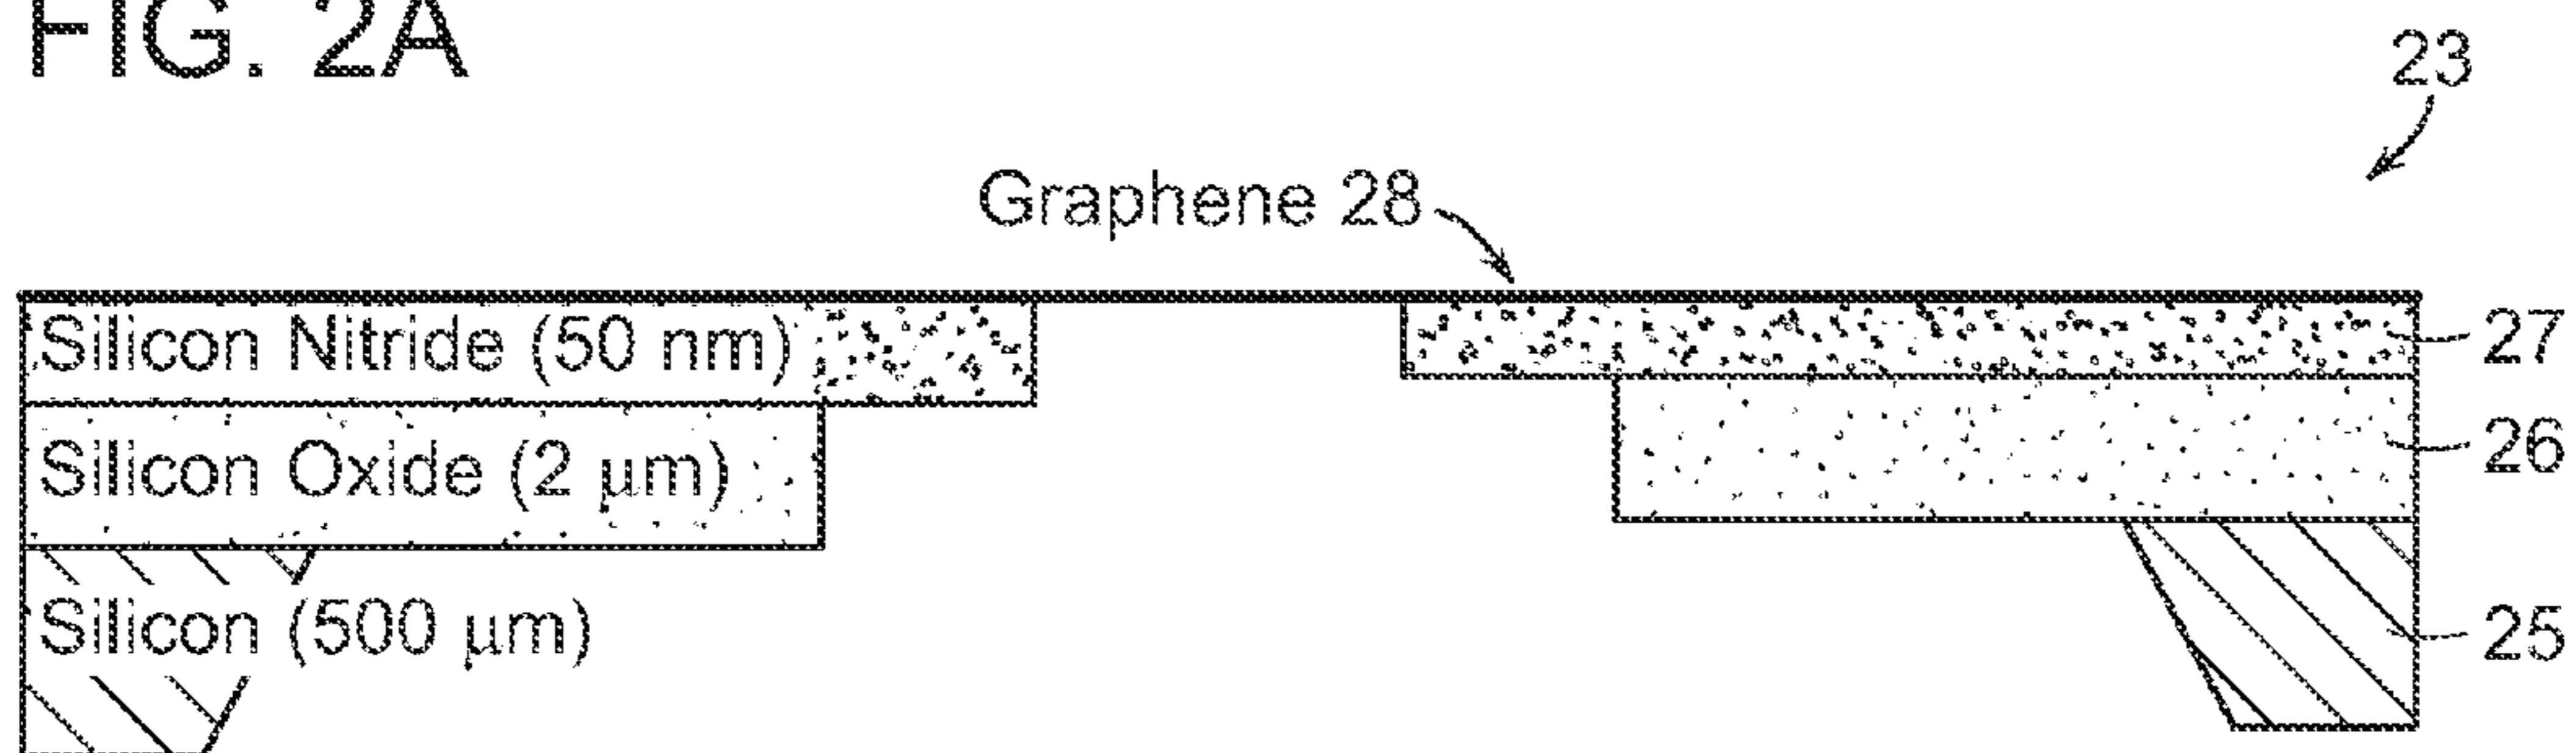 FIG. 2A
23
Graphene 28
Silicon Nitride (50 nm)
27
Silicon Oxide (2 μm)
26
Silicon (500 μm)
25